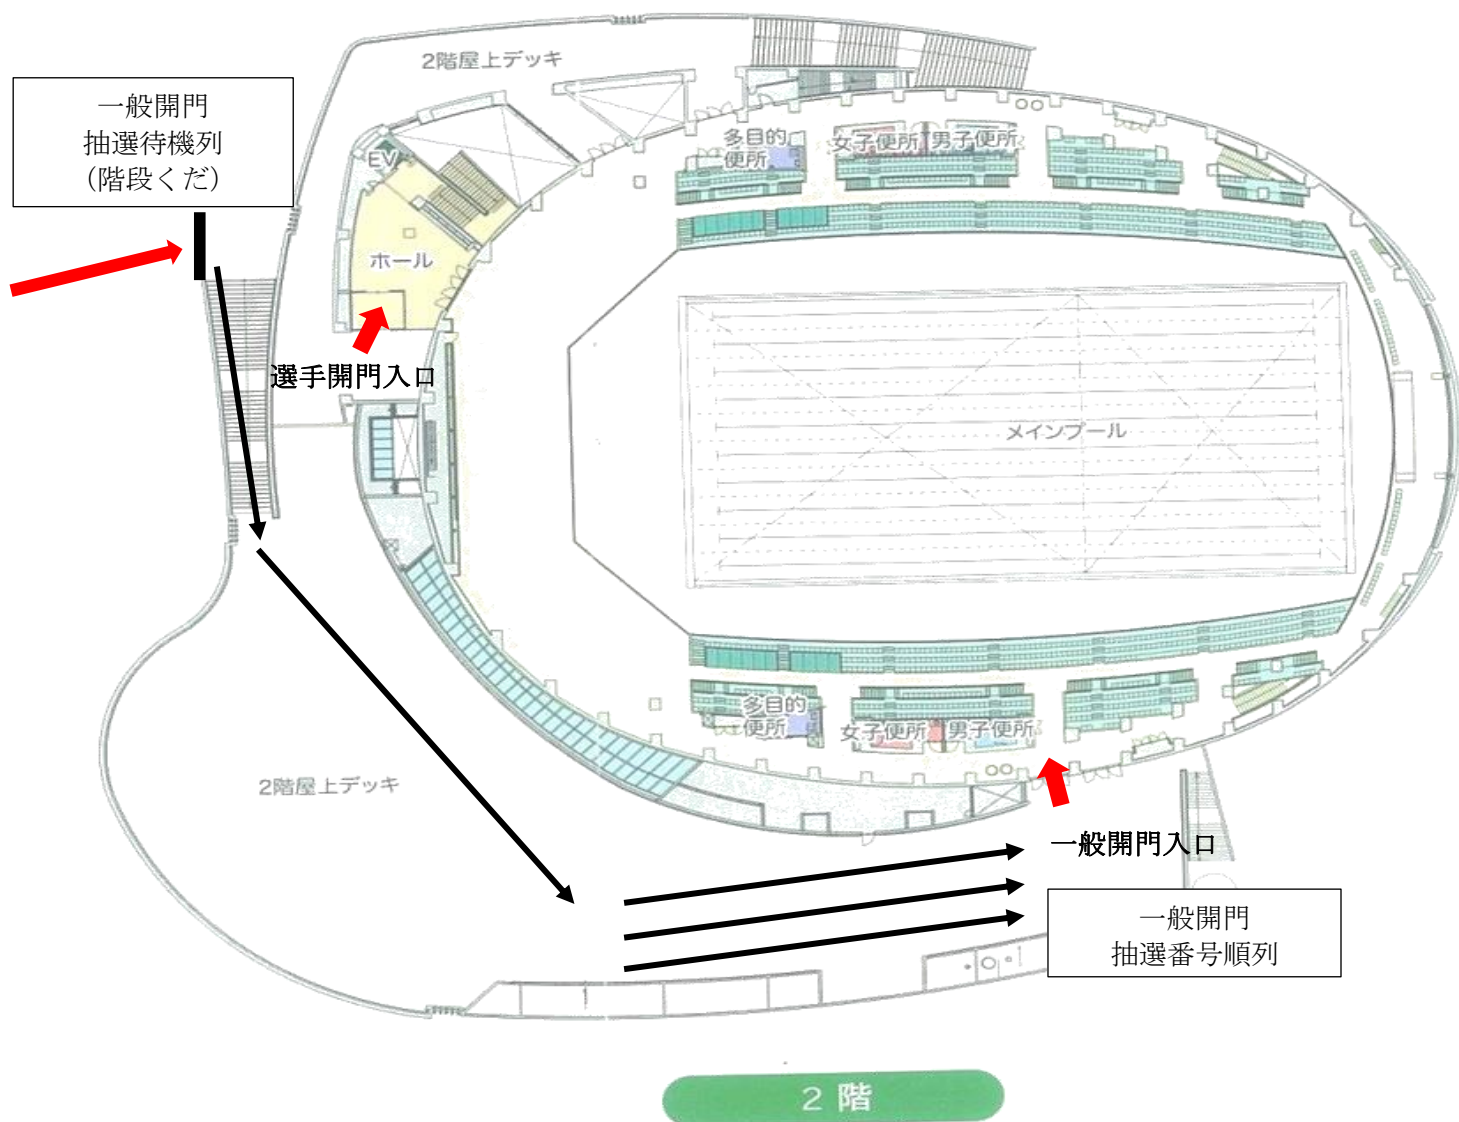 2階屋上デッキ
一般開門
抽選待機列
（階段くだ）
EV
ホール
選手開門入口
多目的
便所
女子便所
男子便所
メインプール
多目的
便所
女子便所
男子便所
2階屋上デッキ
一般開門入口
一般開門
抽選番号順列
2階